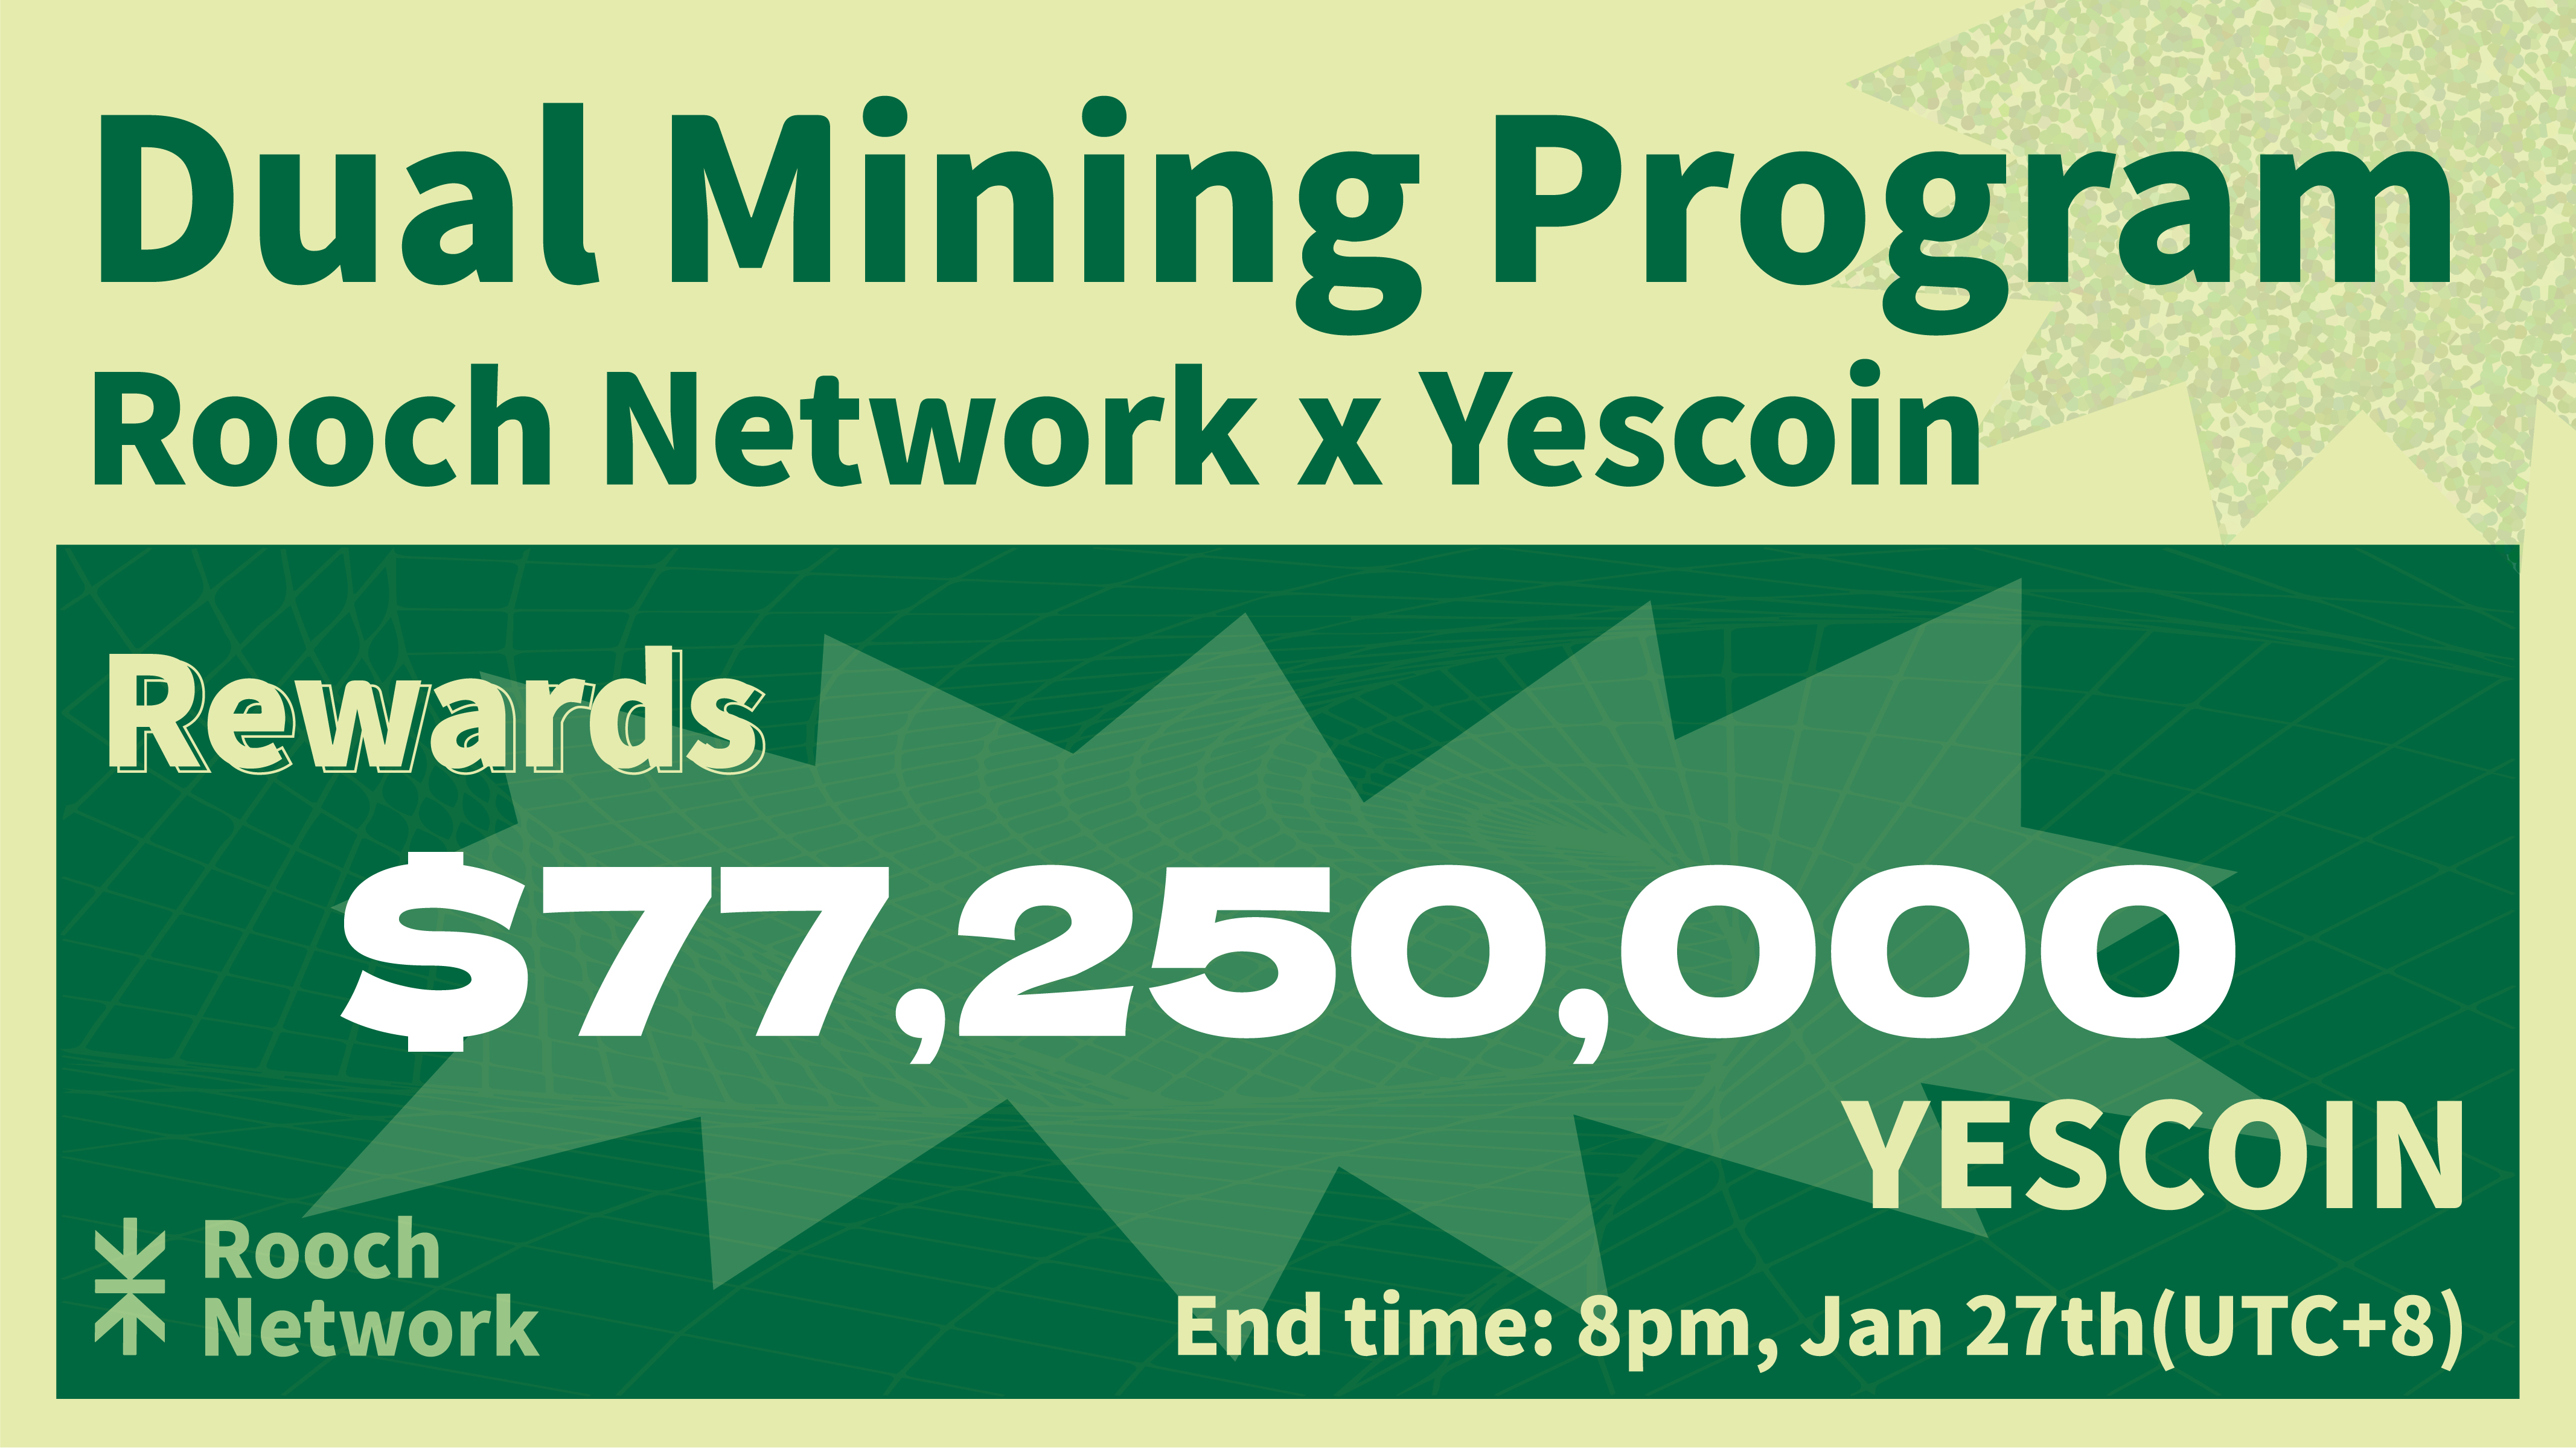 Dual Mining Program
Rooch Network x Yescoin
Rewards
$77,250,000
YESCOIN
Rooch
Network
End time: 8pm, Jan 27th(UTC+8)